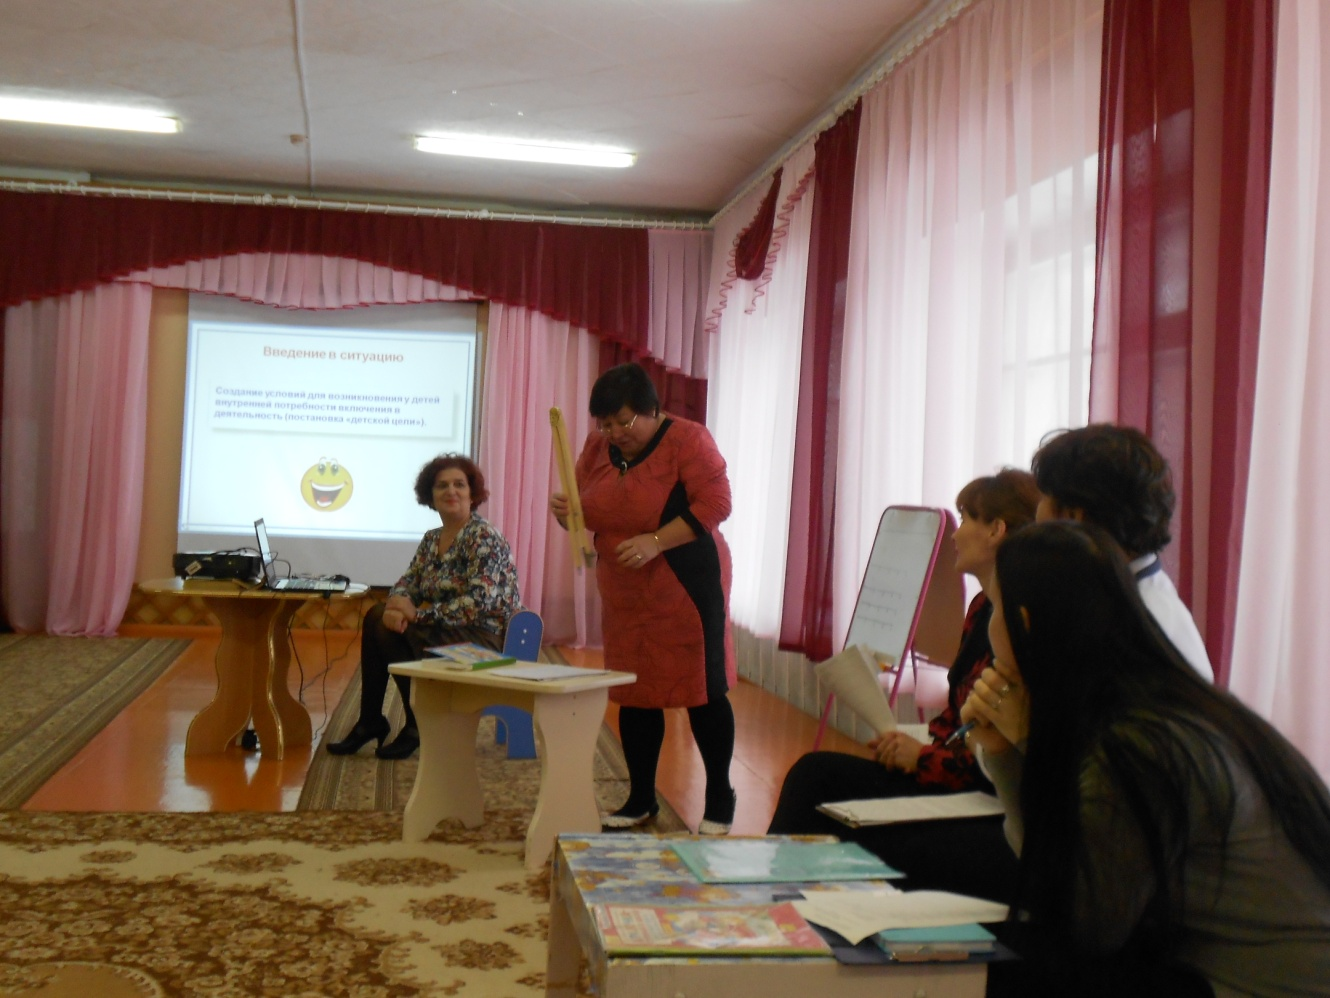 Введение в ситуацию
Создание условий для возникновения у детей
внутренней потребности включения в
деятельность (постановка «детской цели»).